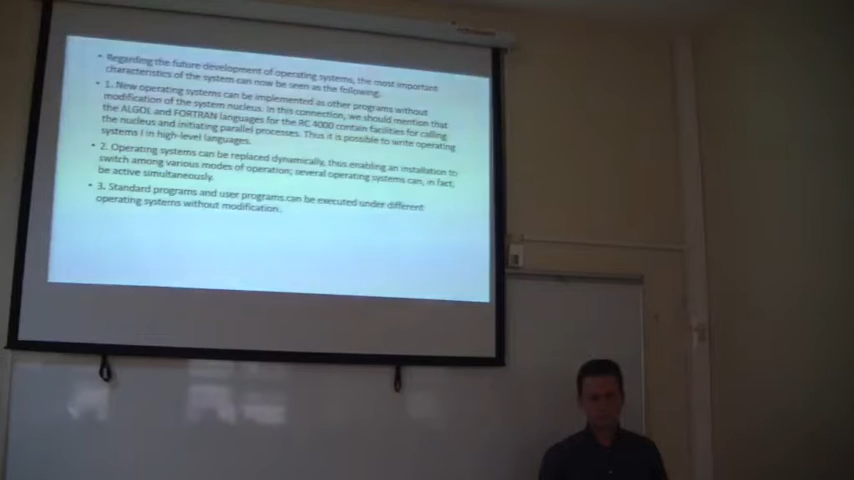 • Regarding the future development of operating systems, the most important
characteristics of the system can now be seen as the following.
• 1. New operating systems can be implemented as other programs without
modification of the system nucleus. In this connection, we should mention that
the ALGOL and FORTRAN languages for the RC 4000 contain facilities for calling
the nucleus and initiating parallel processes. Thus it is possible to write operating
systems I in high-level languages.
• 2. Operating systems can be replaced dynamically, thus enabling an installation to
switch among various modes of operation; several operating systems can, in fact,
be active simultaneously.
• 3. Standard programs and user programs can be executed under different
operating systems without modification.